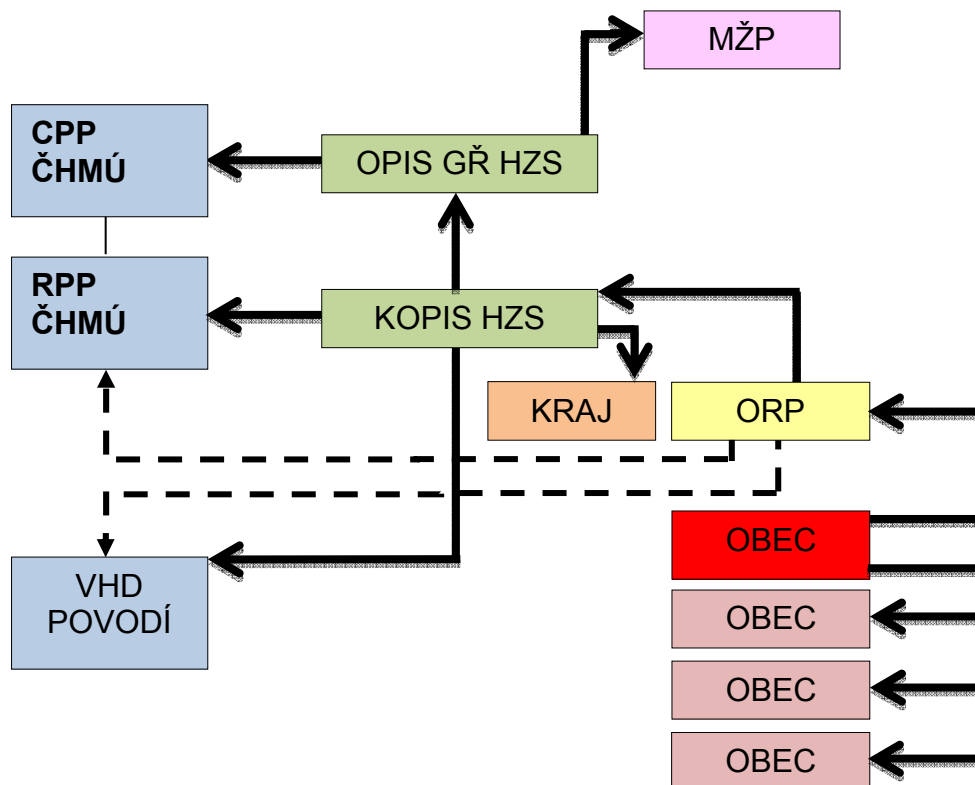 MŽP
CPP
ČHMÚ
OPIS GŘ HZS
RPP
ČHMÚ
KOPIS HZS
KRAJ
ORP
OBEC
VHD
POVODÍ
OBEC
OBEC
OBEC